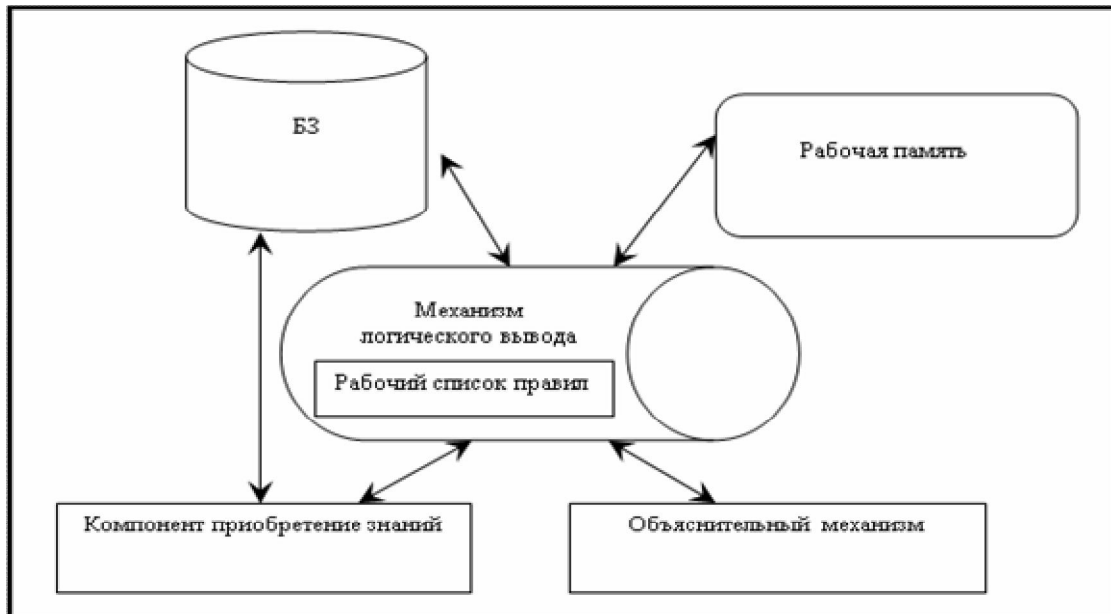 БЗ
Рабочая память
Механизм
логического вывода
Рабочий список правил
Компонент приобретение знаний
Объяснительный механизм